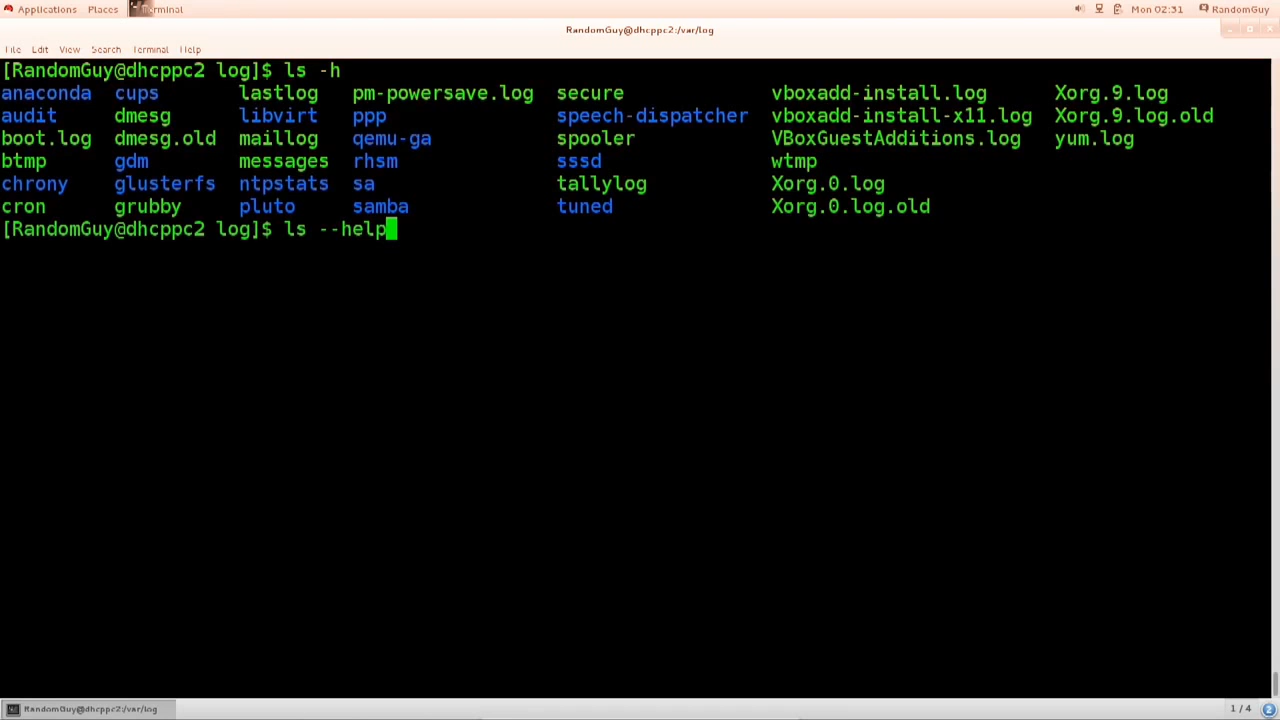 Applications Places Terminal Mon 02:31 RandomGuy
RandomGuy@dhcppc2:/var/log
File Edit View Search Terminal Help
[RandomGuy@dhcppc2 log]$ ls -h
anaconda cups lastlog pm-powersave.log secure vboxadd-install.log Xorg.9.log
audit dmesg libvirt ppp speech-dispatcher vboxadd-install-x11.log Xorg.9.log.old
boot.log dmesg.old maillog qemu-ga spooler VBoxGuestAdditions.log yum.log
btmp gdm messages rhsm sssd wtmp
chrony glusterfs ntpstats sa tallylog Xorg.0.log
cron grubby pluto samba tuned Xorg.0.log.old
[RandomGuy@dhcppc2 log]$ ls --help
RandomGuy@dhcppc2:/var/log 1 / 4 2